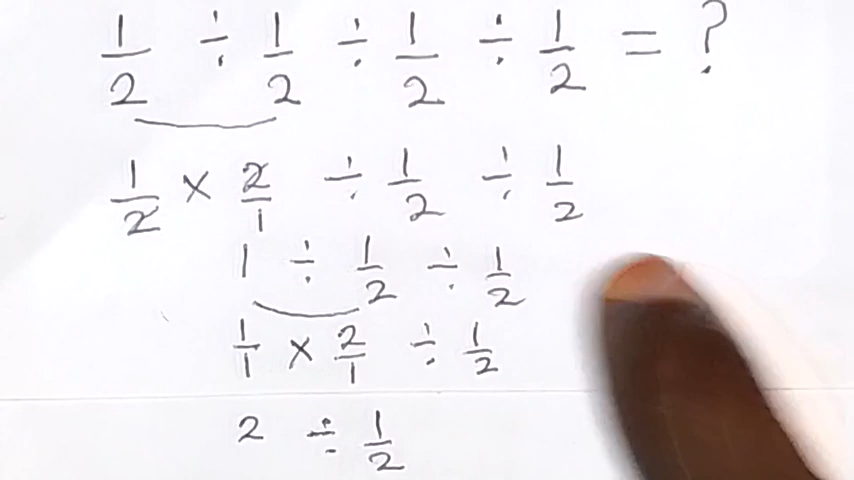 1/2 ÷ 1/2 ÷ 1/2 ÷ 1/2 = ?
1/2 × 2/1 ÷ 1/2 ÷ 1/2
1 ÷ 1/2 ÷ 1/2
1/1 × 2/1 ÷ 1/2
2 ÷ 1/2